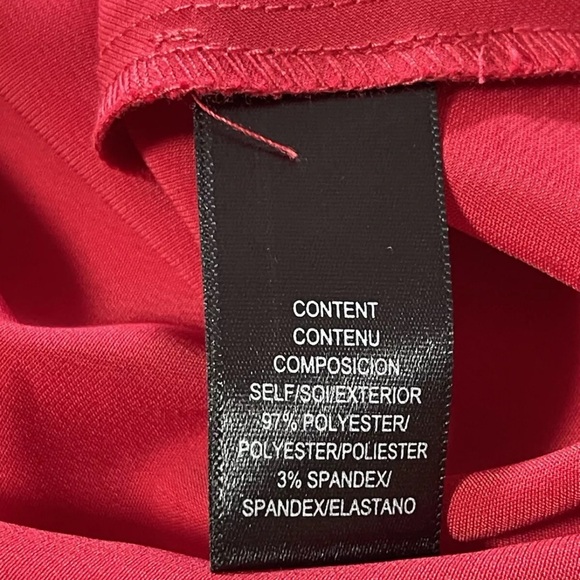 CONTENT
CONTENU
COMPOSICION
SELF/SOI/EXTERIOR
97% POLYESTER/
POLYESTER/POLIESTER
3% SPANDEX/
SPANDEX/ELASTANO